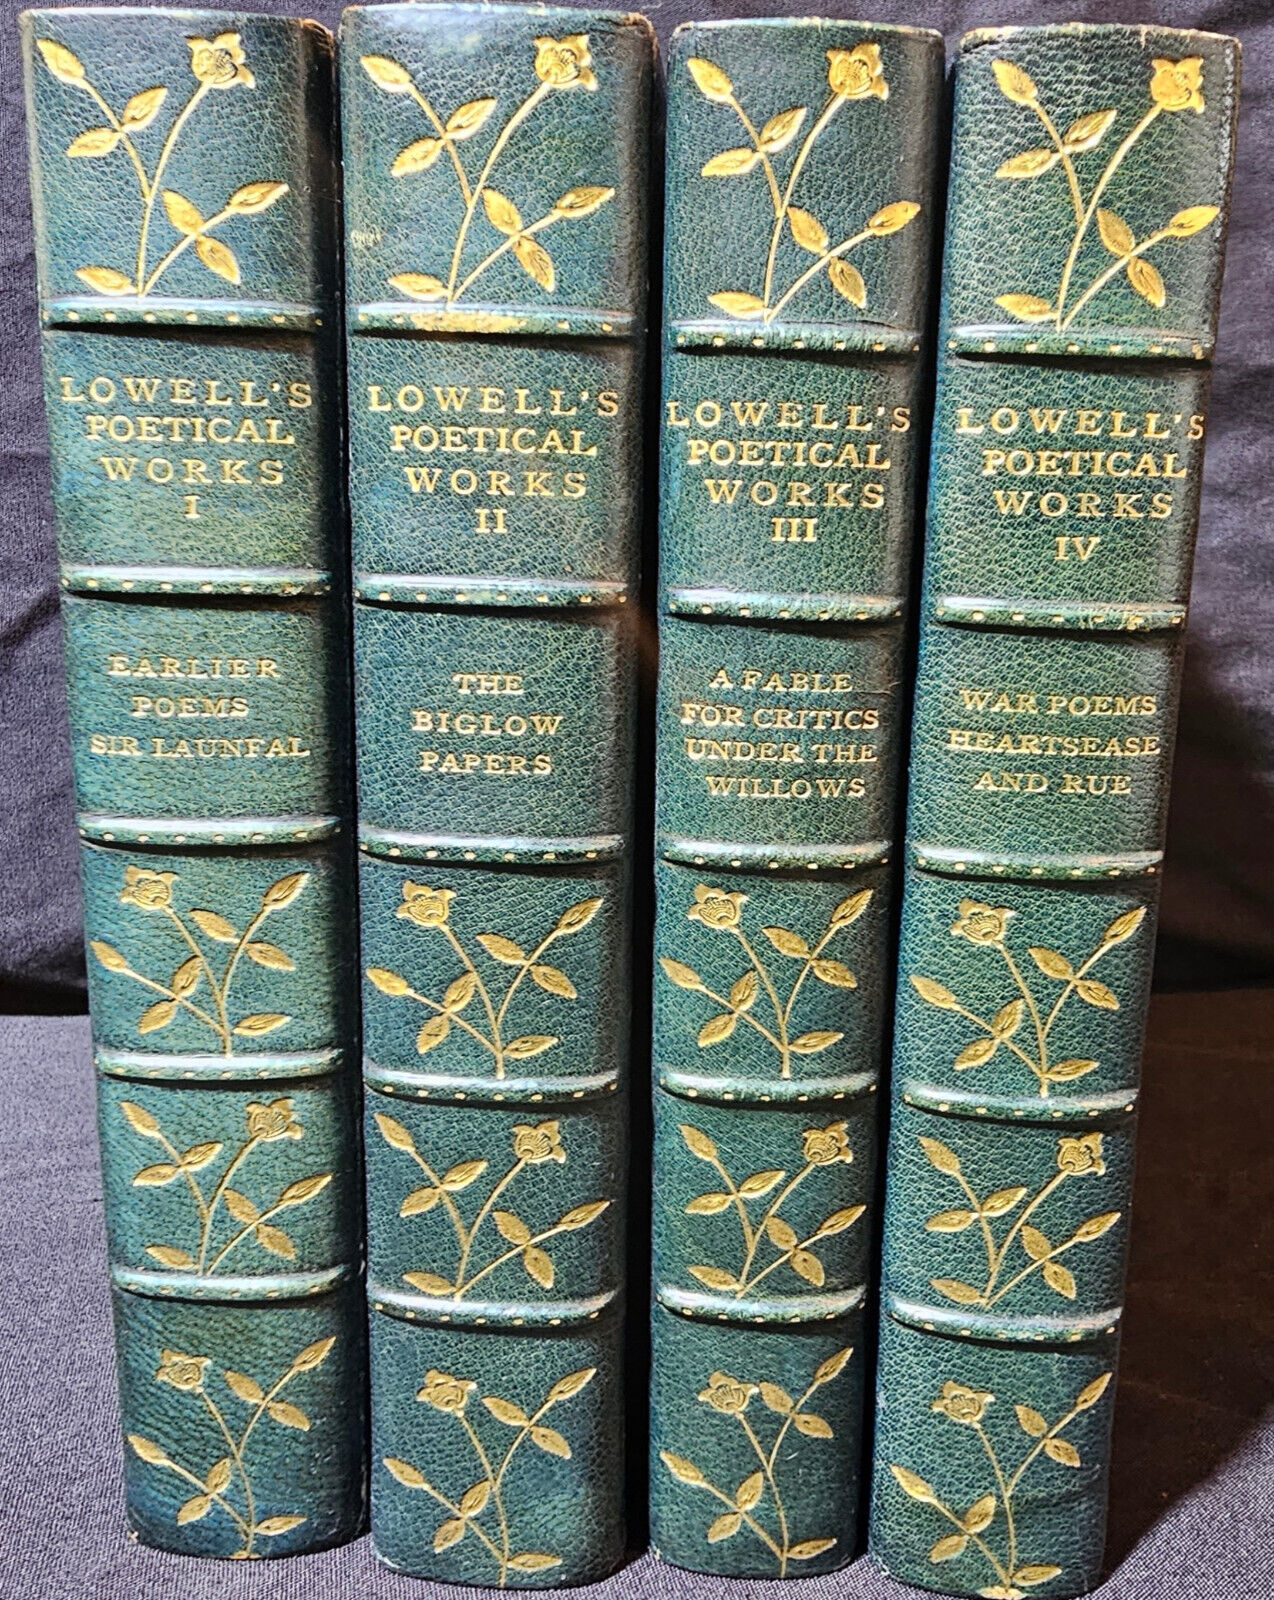 LOWELL'S
POETICAL
WORKS
I
EARLIER
POEMS
SIR LAUNFAL
LOWELL'S
POETICAL
WORKS
II
THE
BIGLOW
PAPERS
LOWELL'S
POETICAL
WORKS
III
A FABLE
FOR CRITICS
UNDER THE
WILLOWS
LOWELL'S
POETICAL
WORKS
IV
WAR POEMS
HEARTSEASE
AND RUE